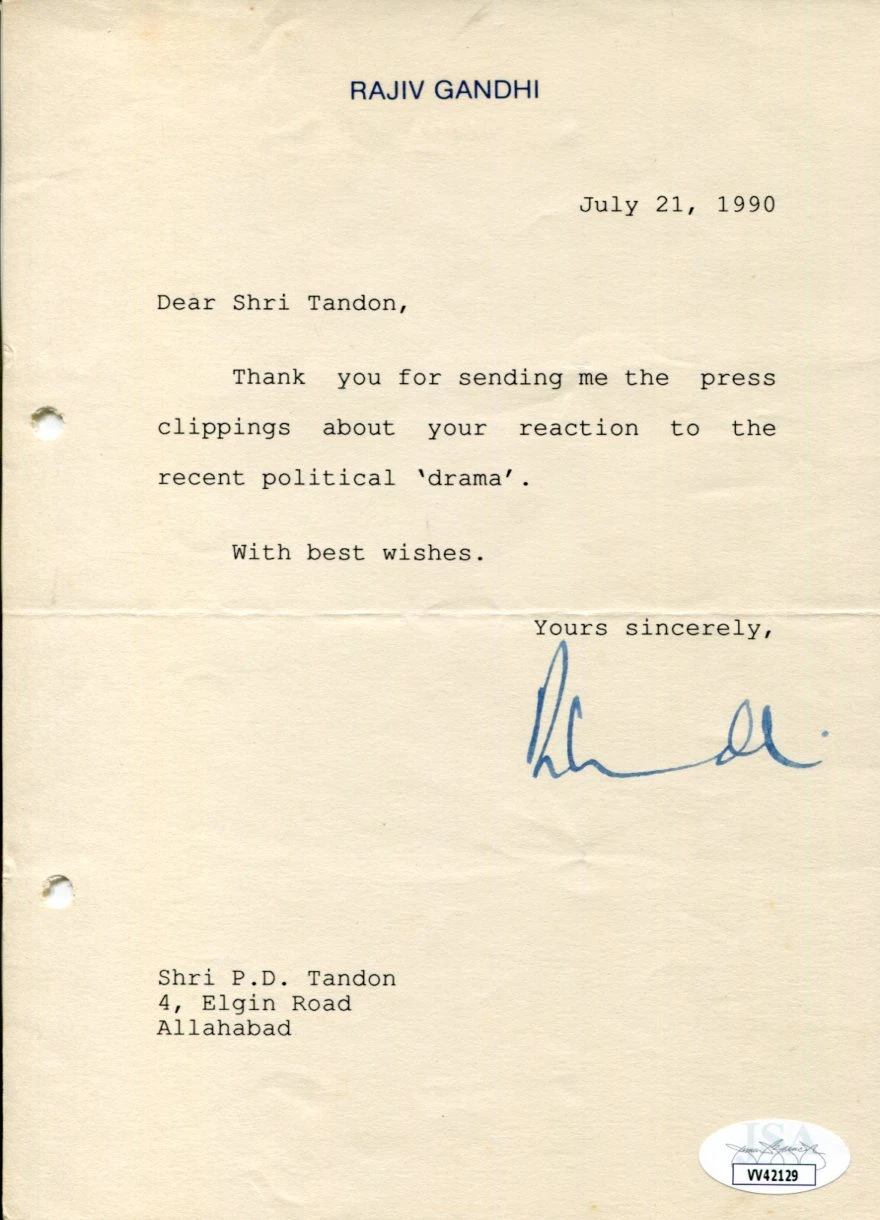 RAJIV GANDHI
July 21, 1990
Dear Shri Tandon,
Thank you for sending me the press
clippings about your reaction to the
recent political 'drama'.
With best wishes.
Yours sincerely,
Shri P.D. Tandon
4, Elgin Road
Allahabad
JSA
VV42129